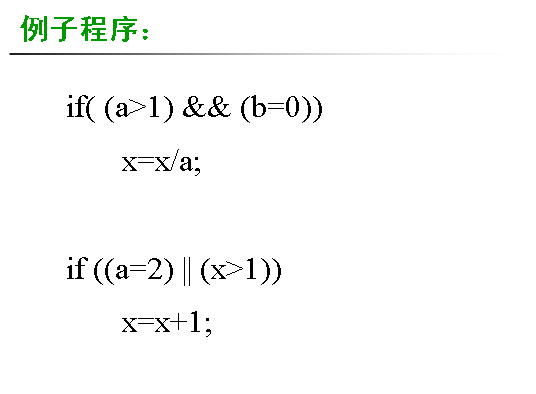 例子程序：
if( (a>1) && (b=0))
x=x/a;
if ((a=2) || (x>1))
x=x+1;